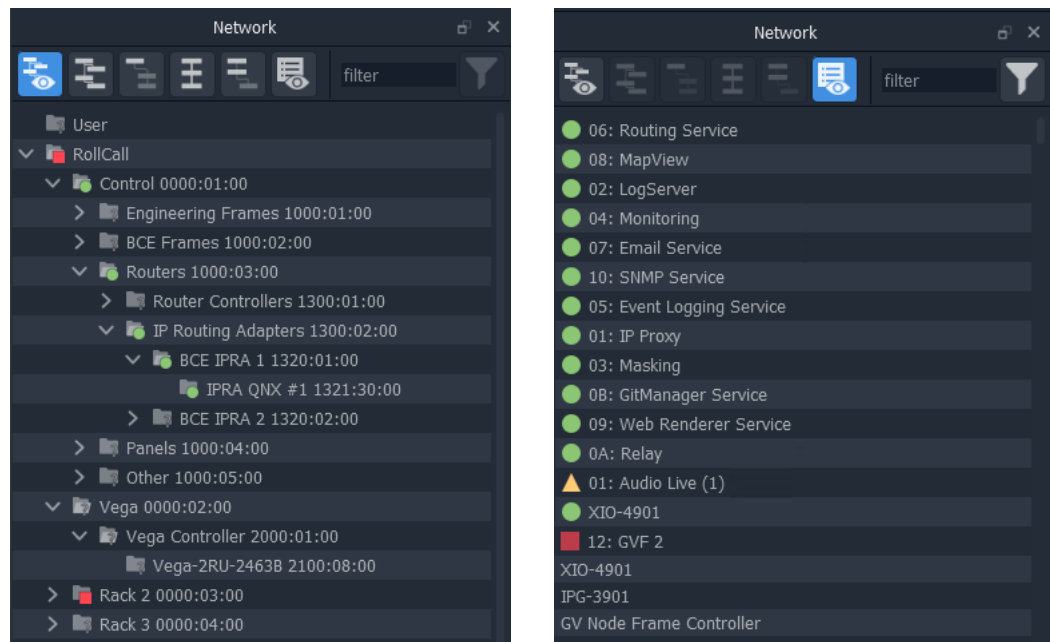 Network
filter
User
RollCall
Control 0000:01:00
Engineering Frames 1000:01:00
BCE Frames 1000:02:00
Routers 1000:03:00
Router Controllers 1300:01:00
IP Routing Adapters 1300:02:00
BCE IPRA 1 1320:01:00
IPRA QNX #1 1321:30:00
BCE IPRA 2 1320:02:00
Panels 1000:04:00
Other 1000:05:00
Vega 0000:02:00
Vega Controller 2000:01:00
Vega-2RU-2463B 2100:08:00
Rack 2 0000:03:00
Rack 3 0000:04:00
Network
filter
06: Routing Service
08: MapView
02: LogServer
04: Monitoring
07: Email Service
10: SNMP Service
05: Event Logging Service
01: IP Proxy
03: Masking
0B: GitManager Service
09: Web Renderer Service
0A: Relay
01: Audio Live (1)
XIO-4901
12: GVF 2
XIO-4901
IPG-3901
GV Node Frame Controller